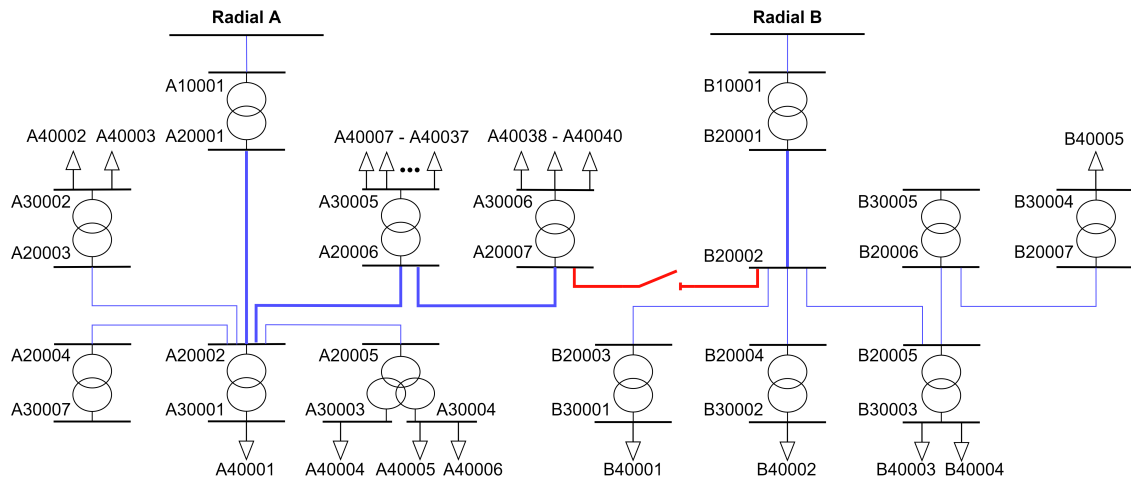 Radial A Radial B
A10001 B10001
A20001 B20001
A40002 A40003 A40007 - A40037 A40038 - A40040 B40005
A30002 A30005 A30006 B30005 B30004
A20003 A20006 A20007 B20002 B20006 B20007
A20004 A20002 A20005 B20003 B20004 B20005
A30007 A30001 A30003 A30004 B30001 B30002 B30003
A40001 A40004 A40005 A40006 B40001 B40002 B40003 B40004